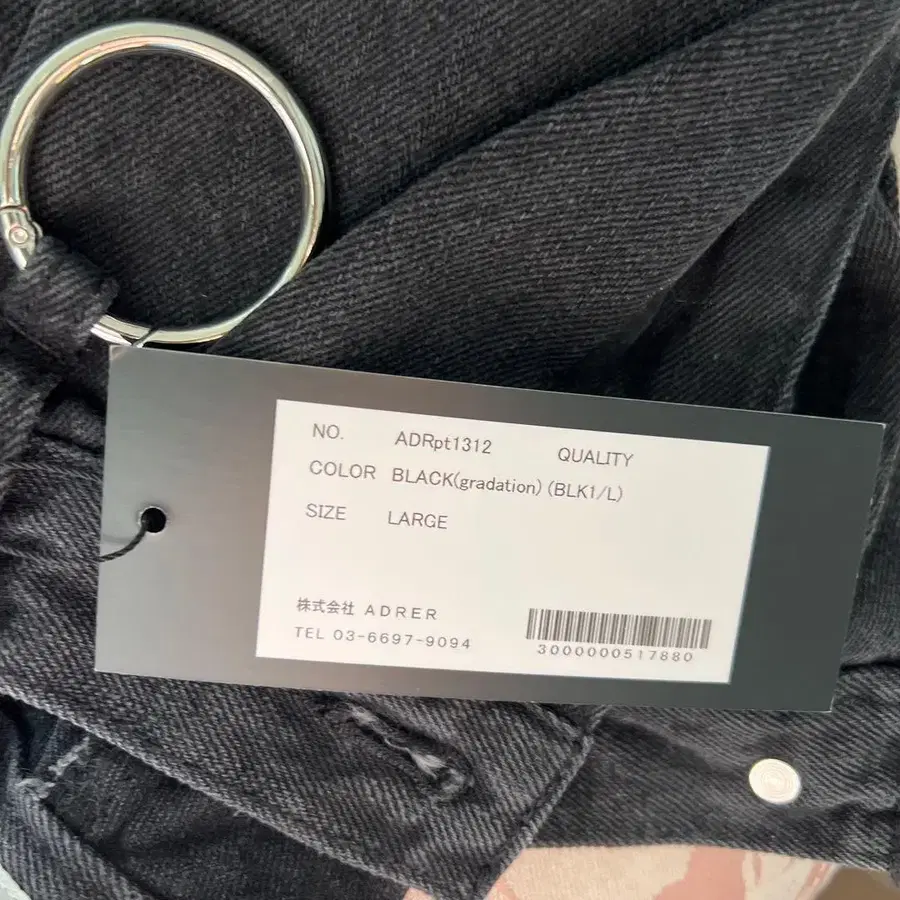 NO. ADRpt1312 QUALITY
COLOR BLACK(gradation) (BLK1/L)
SIZE LARGE
株式会社 ADRER
TEL 03-6697-9094
3000000517880